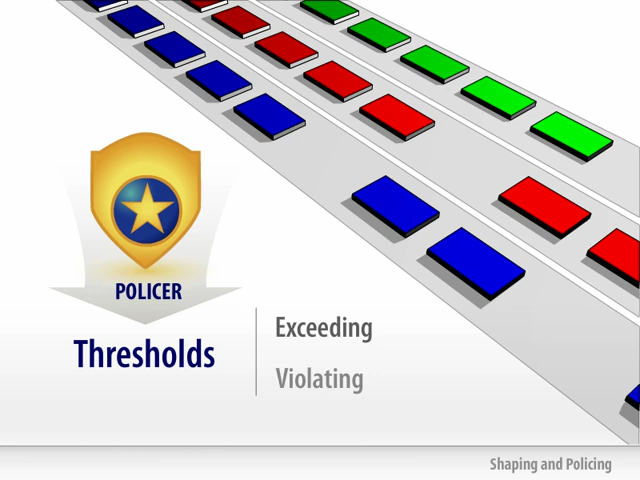 POLICER
Thresholds
Exceeding
Violating
Shaping and Policing